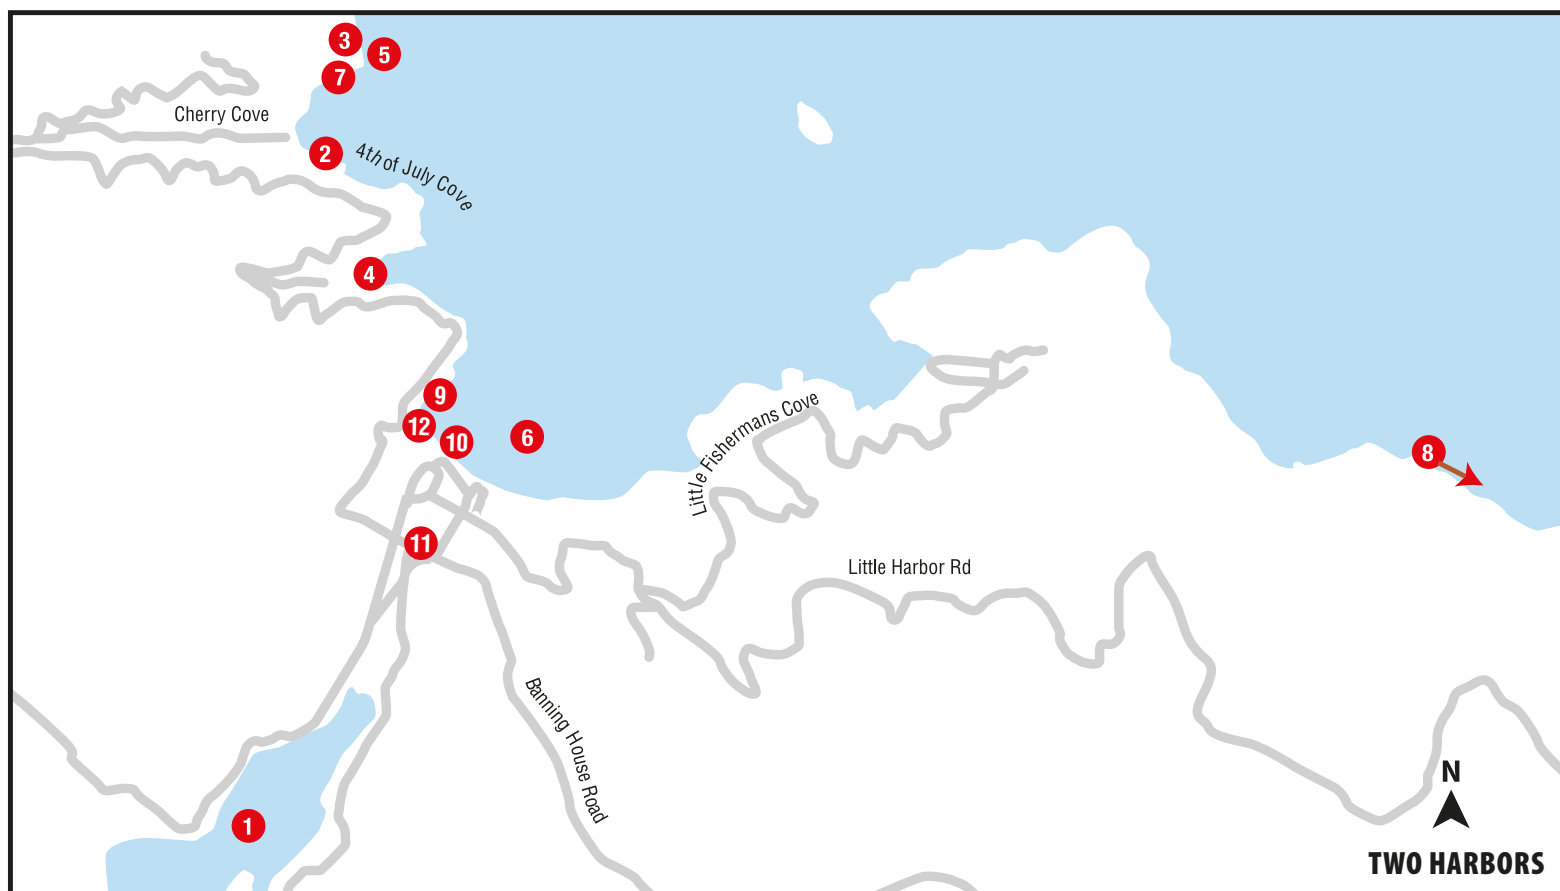 3
5
7
Cherry Cove
2
4th of July Cove
4
9
12
10
6
Little Fishermans Cove
8
11
Little Harbor Rd
Banning House Road
1
N
TWO HARBORS